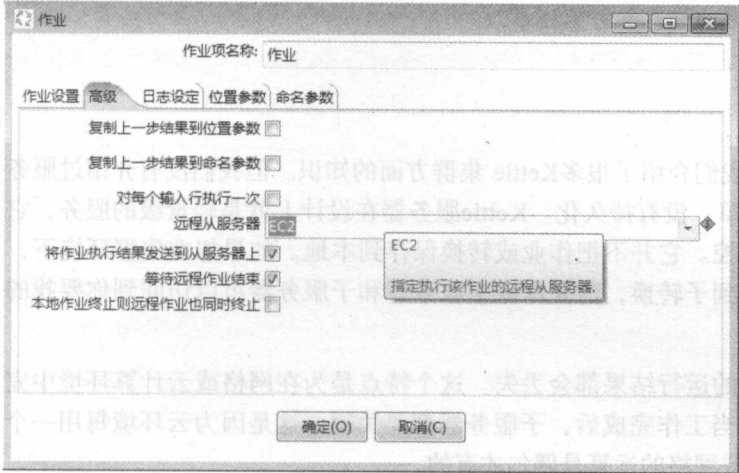 作业
作业项名称: 作业
作业设置 高级 日志设定 位置参数 命名参数
复制上一步结果到位置参数
复制上一步结果到命名参数
对每个输入行执行一次
远程从服务器 EC2
将作业执行结果发送到从服务器上
等待远程作业结束
本地作业终止则远程作业也同时终止
EC2
指定执行该作业的远程从服务器.
确定(O) 取消(C)